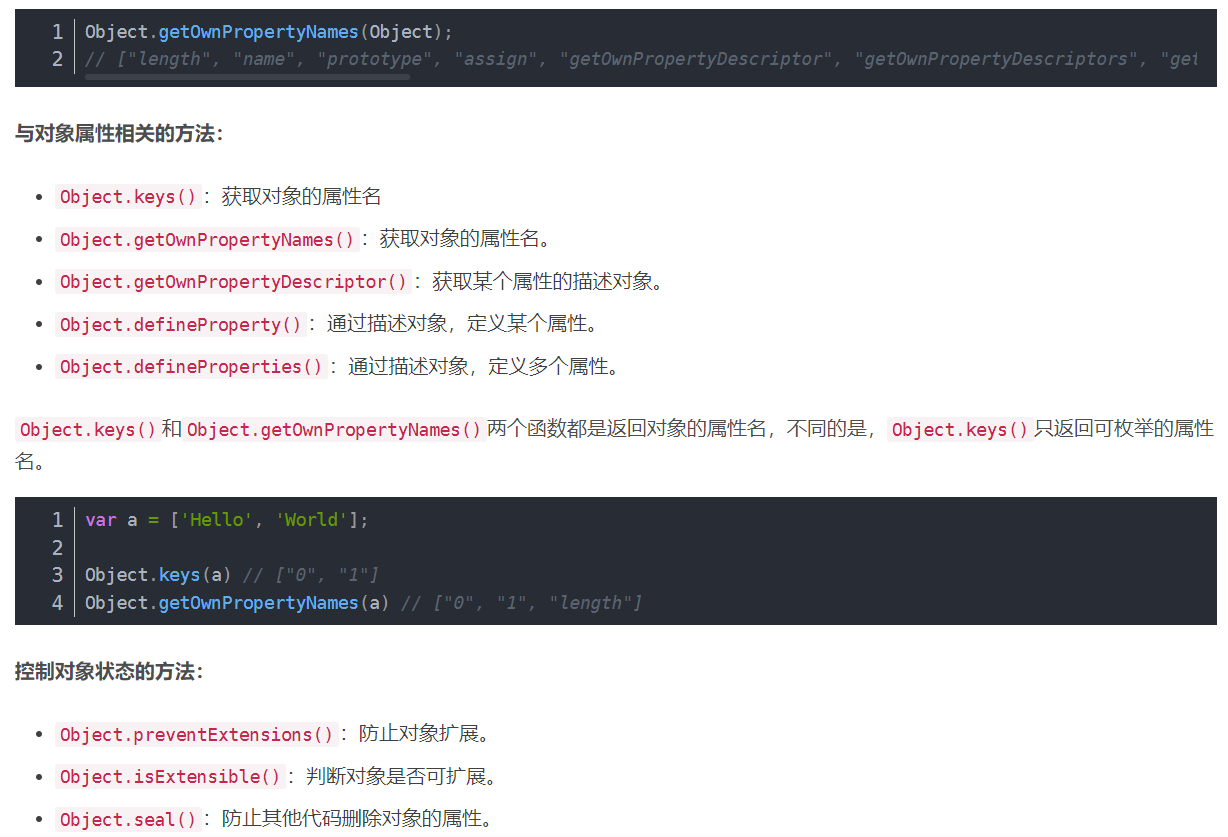 1 Object.getOwnPropertyNames(Object);
2 // ["length", "name", "prototype", "assign", "getOwnPropertyDescriptor", "getOwnPropertyDescriptors", "get
与对象属性相关的方法：
• Object.keys()：获取对象的属性名
• Object.getOwnPropertyNames()：获取对象的属性名。
• Object.getOwnPropertyDescriptor()：获取某个属性的描述对象。
• Object.defineProperty()：通过描述对象，定义某个属性。
• Object.defineProperties()：通过描述对象，定义多个属性。
Object.keys()和Object.getOwnPropertyNames()两个函数都是返回对象的属性名，不同的是，Object.keys()只返回可枚举的属性
名。
1 var a = ['Hello', 'World'];
2
3 Object.keys(a) // ["0", "1"]
4 Object.getOwnPropertyNames(a) // ["0", "1", "length"]
控制对象状态的方法：
• Object.preventExtensions()：防止对象扩展。
• Object.isExtensible()：判断对象是否可扩展。
• Object.seal()：防止其他代码删除对象的属性。